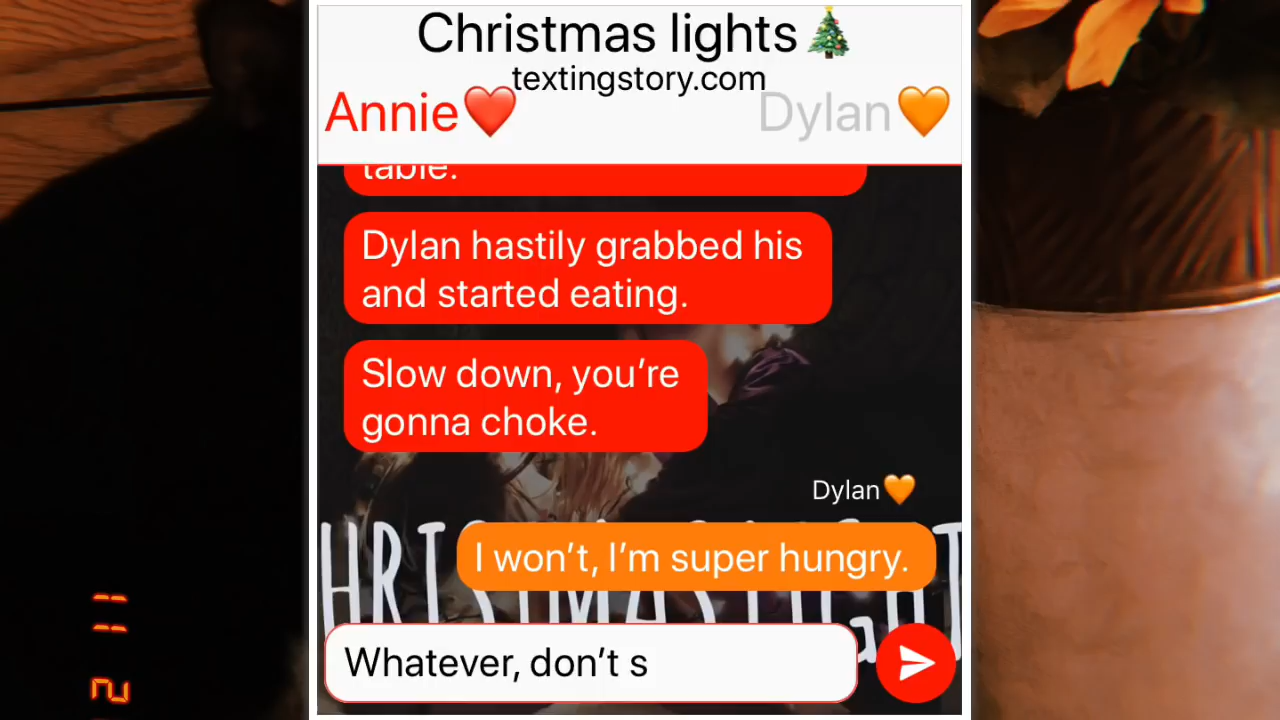 Christmas lights🎄
textingstory.com
Annie❤️
Dylan🧡
table.
Dylan hastily grabbed his
and started eating.
Slow down, you're
gonna choke.
Dylan🧡
I won't, I'm super hungry.
Whatever, don't s